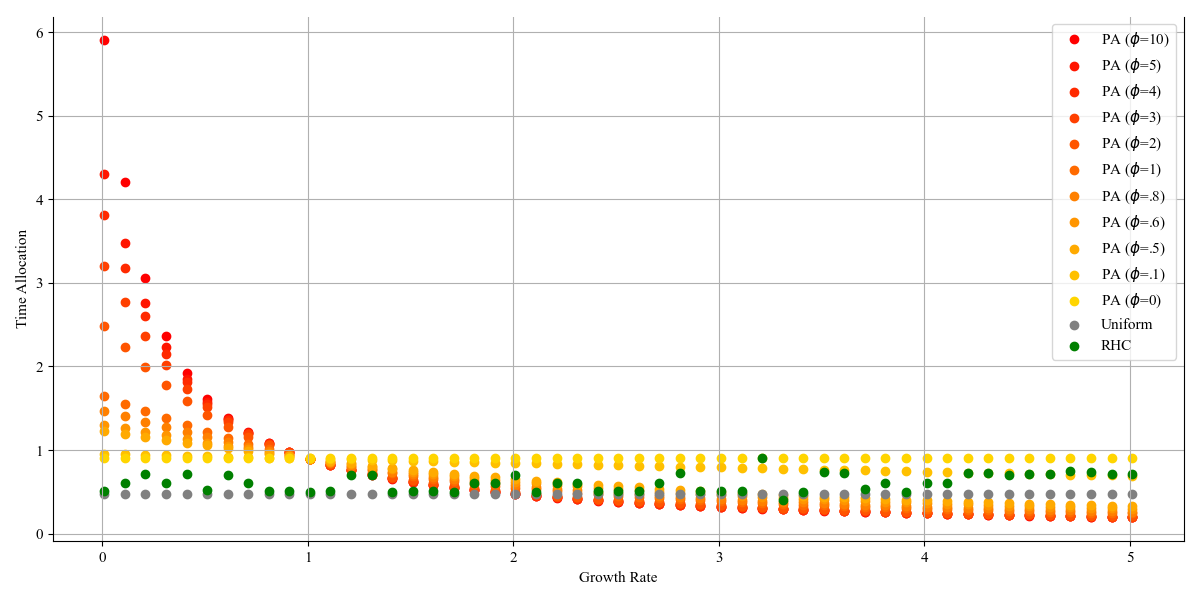 6
5
4
3
2
1
0
Time Allocation
0 1 2 3 4 5
Growth Rate
PA (ϕ=10)
PA (ϕ=5)
PA (ϕ=4)
PA (ϕ=3)
PA (ϕ=2)
PA (ϕ=1)
PA (ϕ=.8)
PA (ϕ=.6)
PA (ϕ=.5)
PA (ϕ=.1)
PA (ϕ=0)
Uniform
RHC